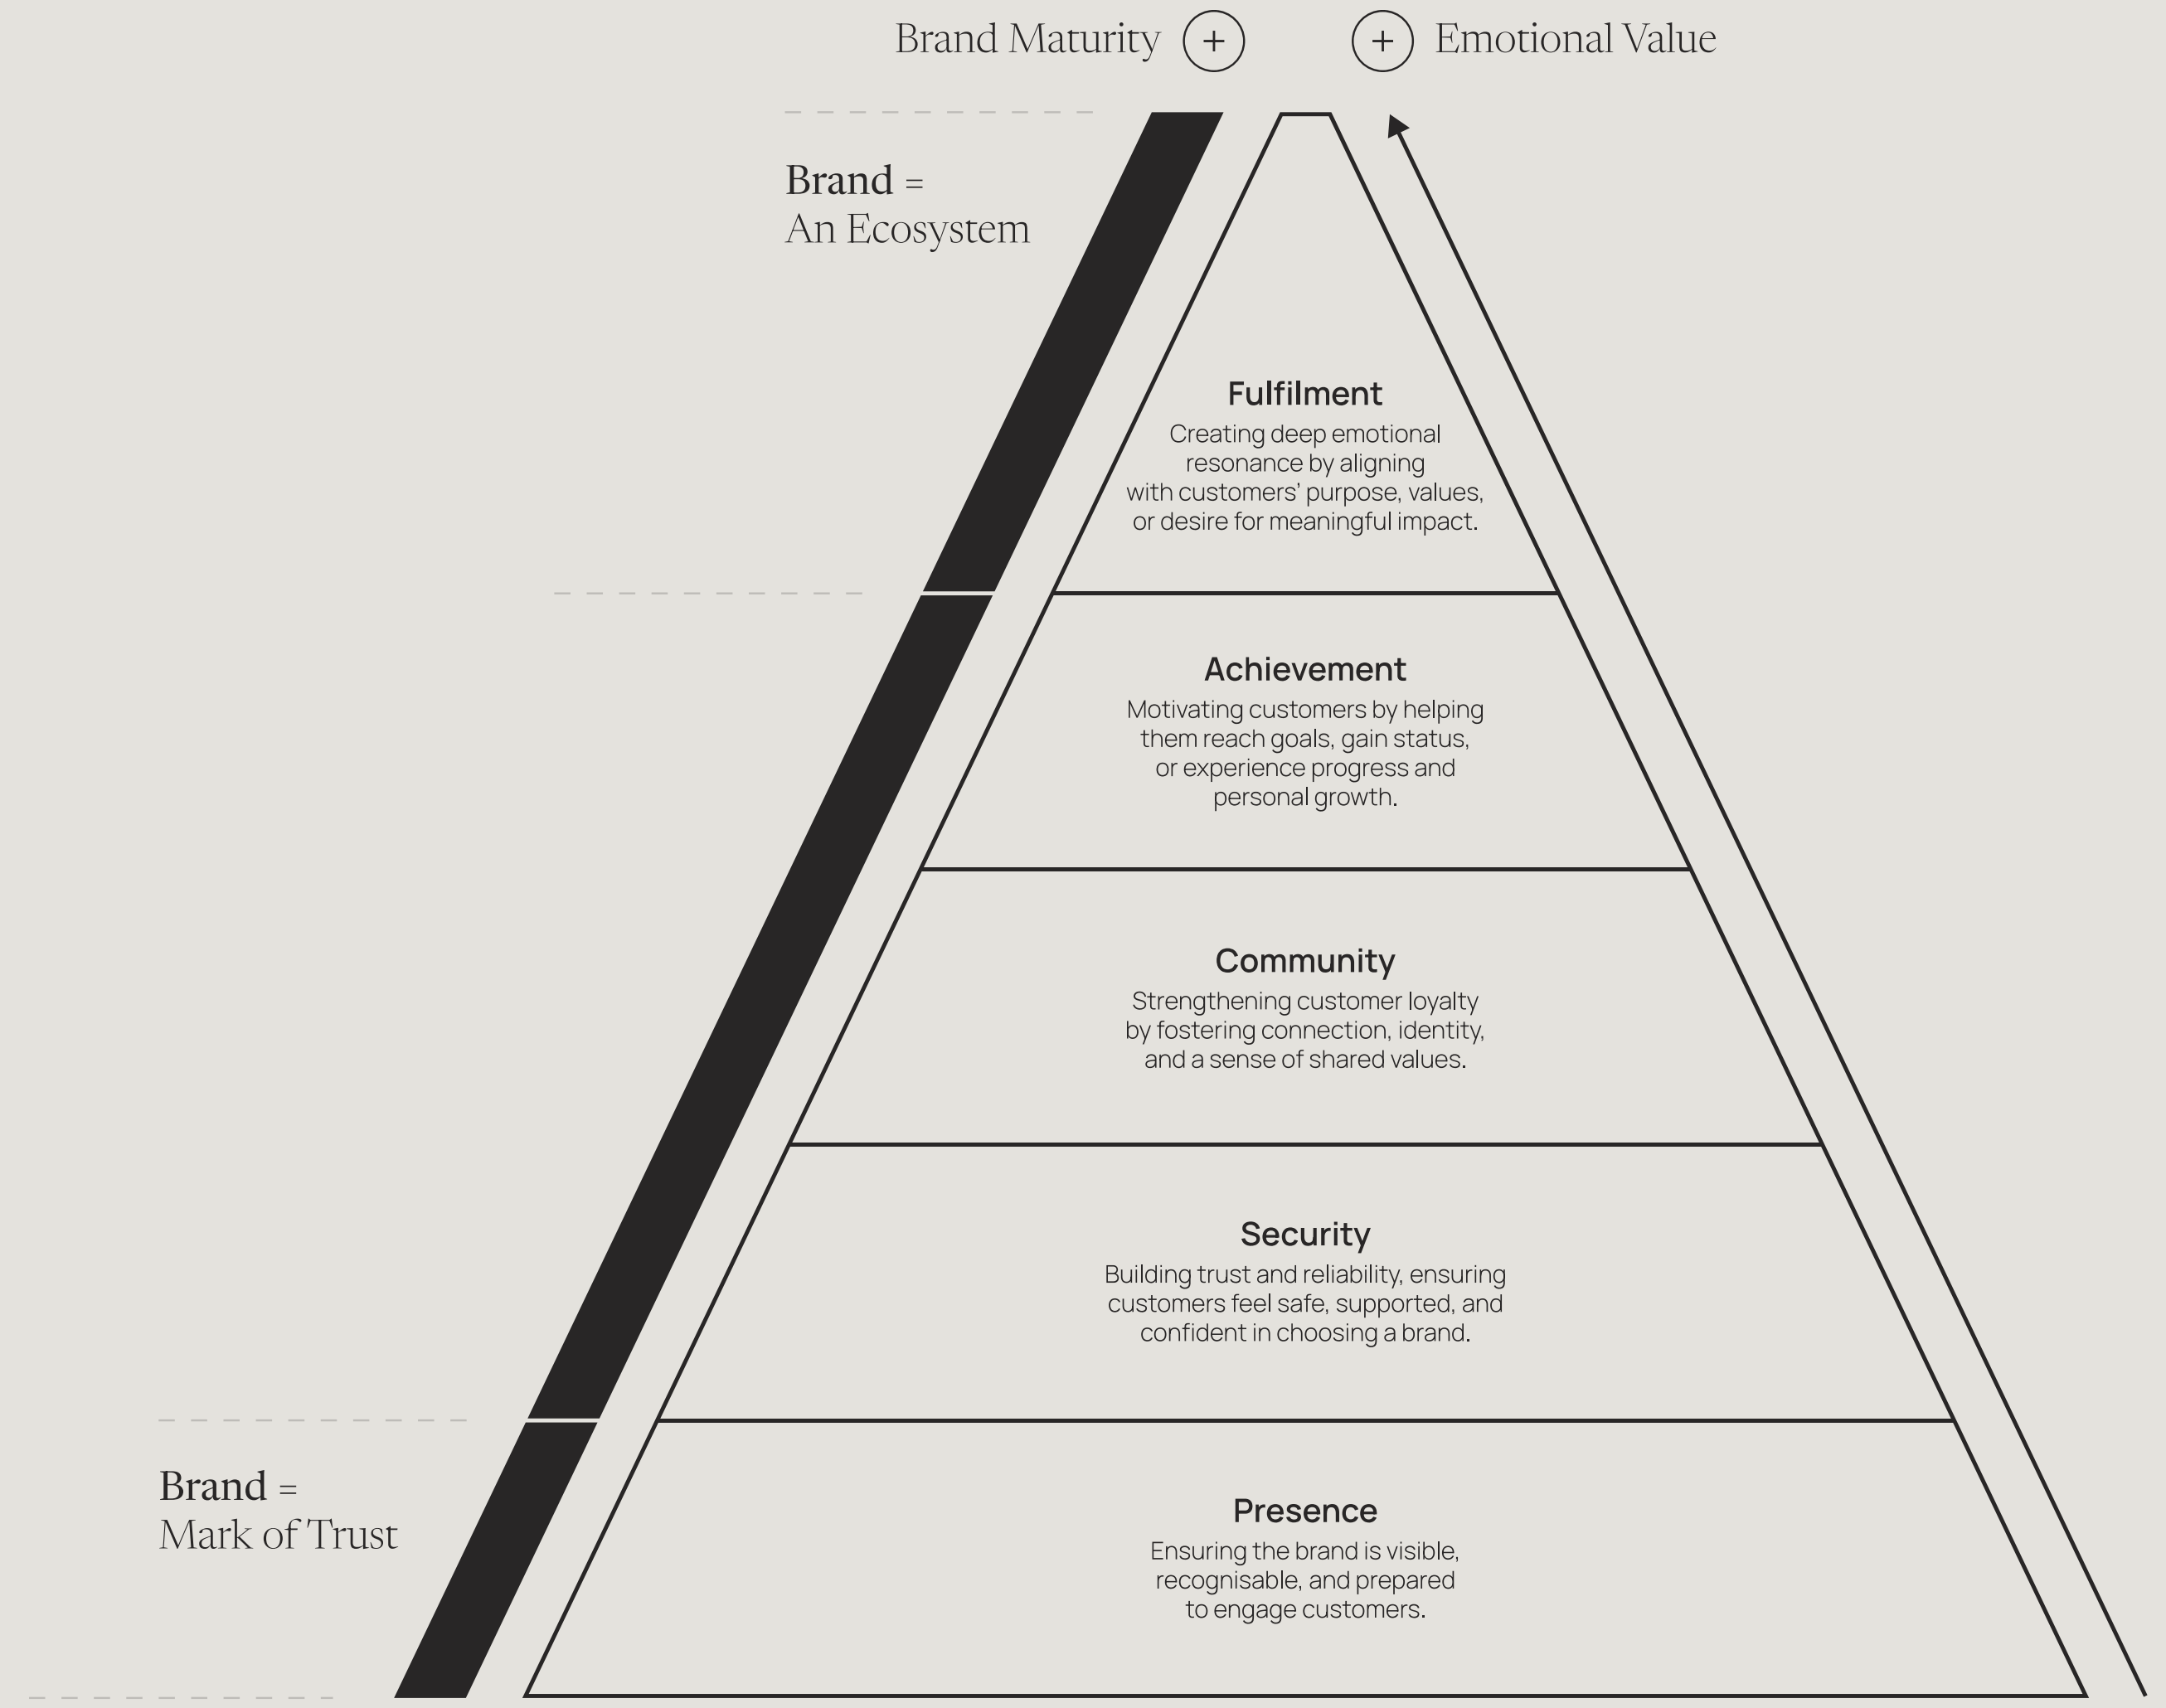 Brand Maturity +
+ Emotional Value
Brand =
An Ecosystem
Fulfilment
Creating deep emotional
resonance by aligning
with customers’ purpose, values,
or desire for meaningful impact.
Achievement
Motivating customers by helping
them reach goals, gain status,
or experience progress and
personal growth.
Community
Strengthening customer loyalty
by fostering connection, identity,
and a sense of shared values.
Security
Building trust and reliability, ensuring
customers feel safe, supported, and
confident in choosing a brand.
Brand =
Mark of Trust
Presence
Ensuring the brand is visible,
recognisable, and prepared
to engage customers.